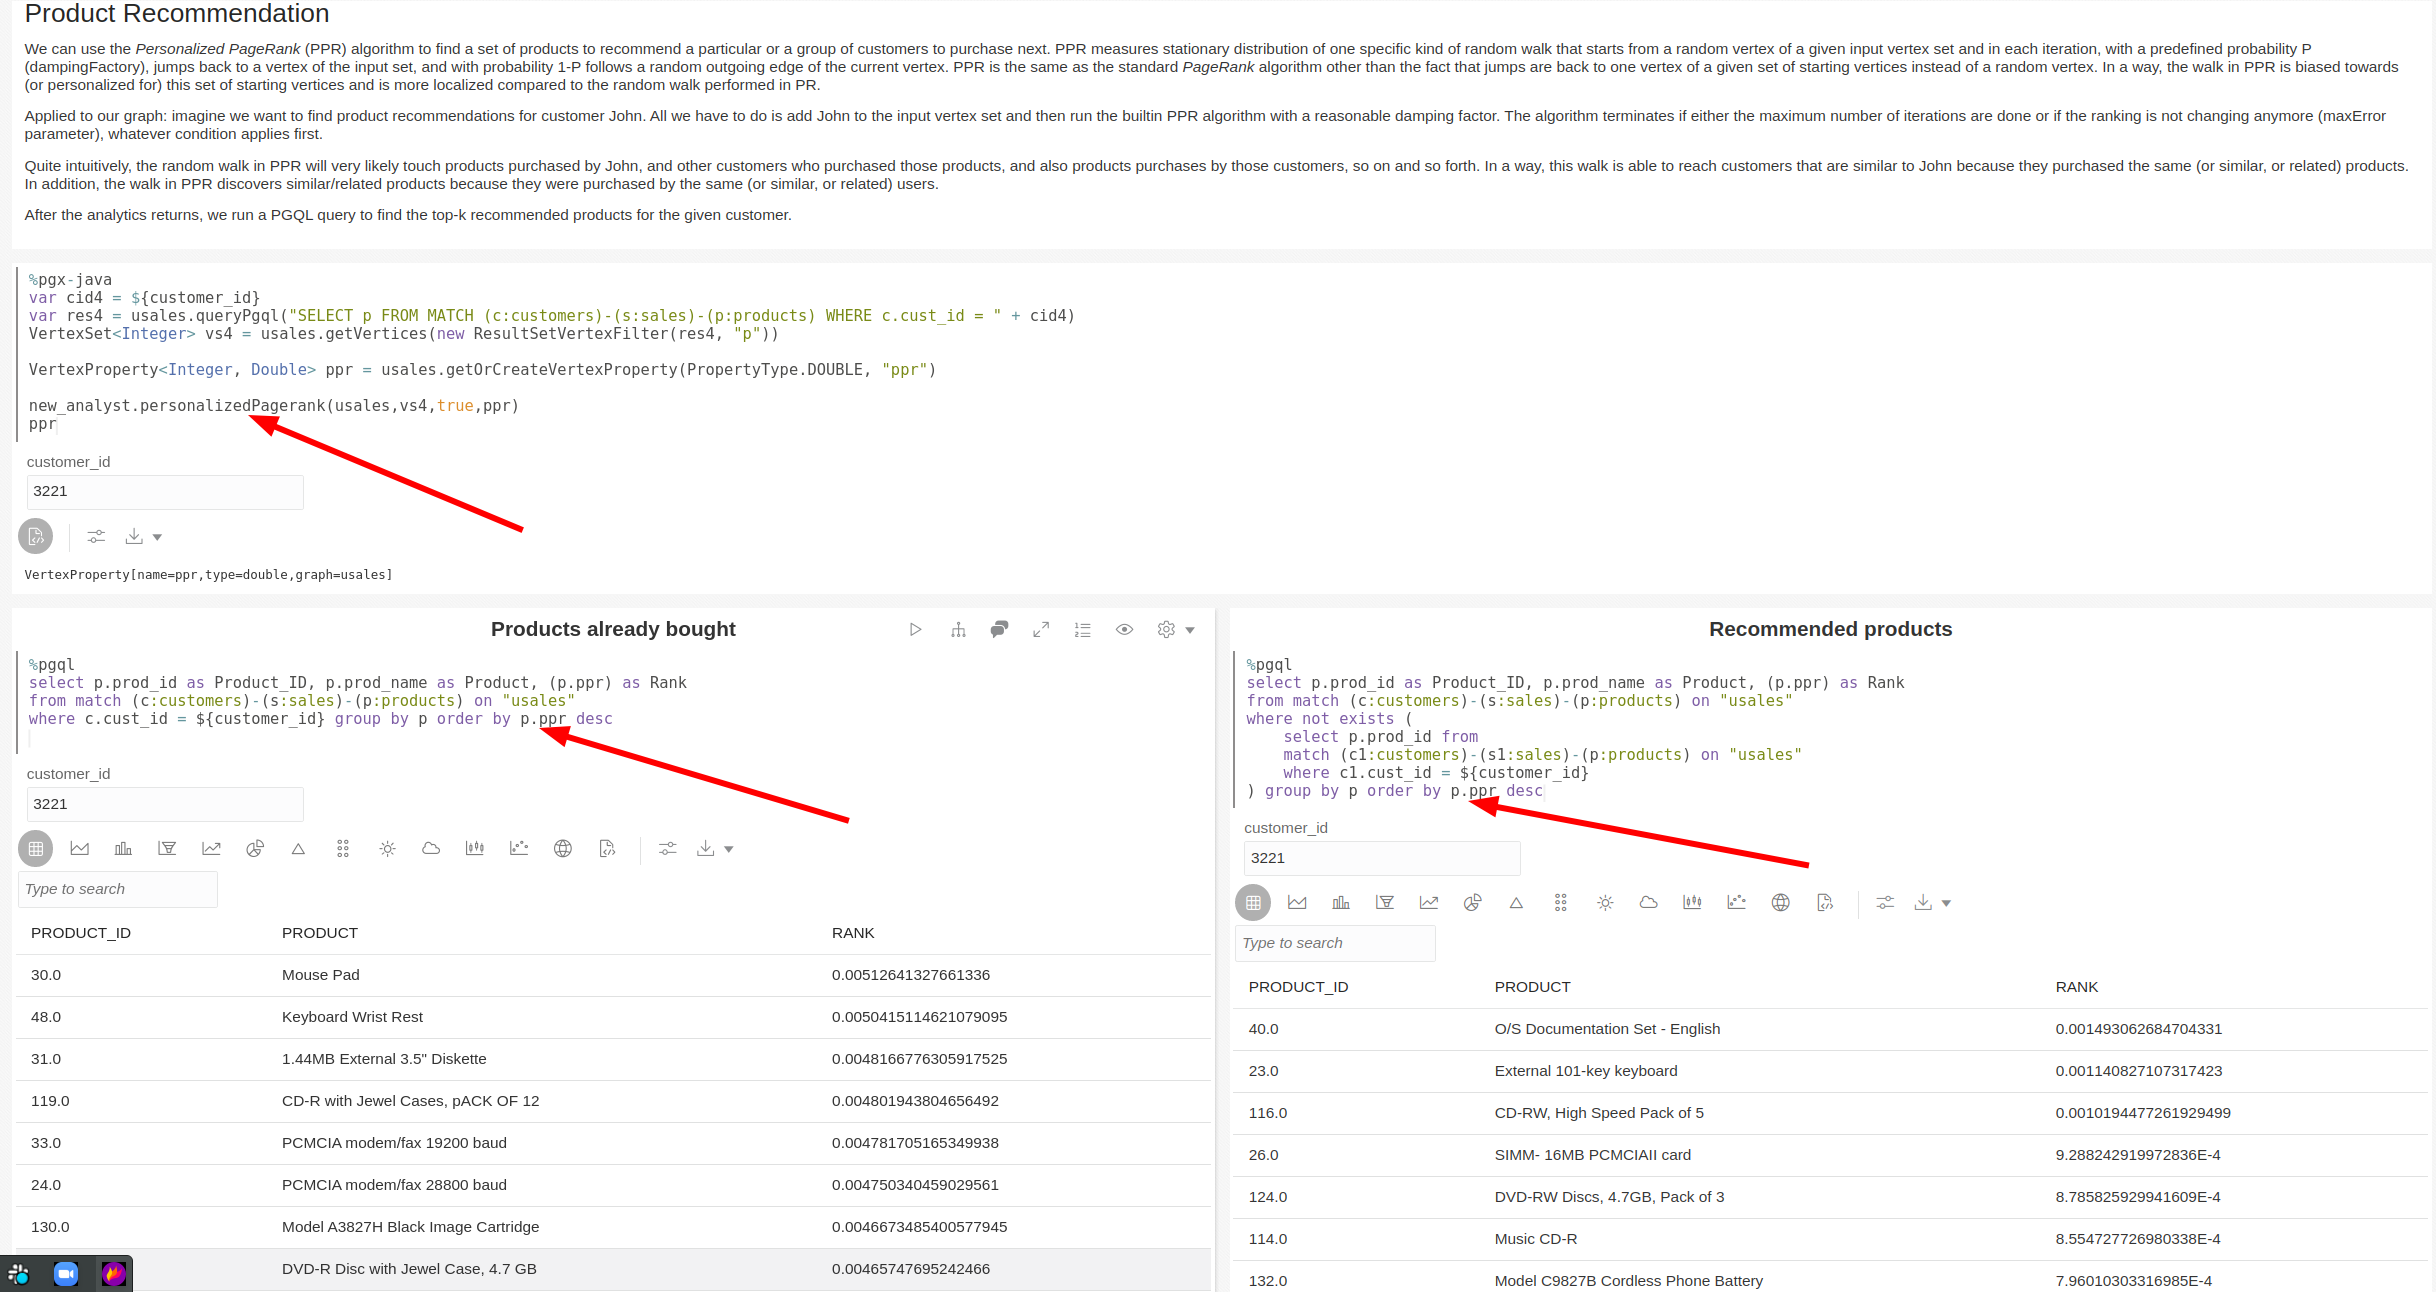 Product Recommendation
We can use the Personalized PageRank (PPR) algorithm to find a set of products to recommend a particular or a group of customers to purchase next. PPR measures stationary distribution of one specific kind of random walk that starts from a random vertex of a given input vertex set and in each iteration, with a predefined probability P
(dampingFactory), jumps back to a vertex of the input set, and with probability 1-P follows a random outgoing edge of the current vertex. PPR is the same as the standard PageRank algorithm other than the fact that jumps are back to one vertex of a given set of starting vertices instead of a random vertex. In a way, the walk in PPR is biased towards
(or personalized for) this set of starting vertices and is more localized compared to the random walk performed in PR.
Applied to our graph: imagine we want to find product recommendations for customer John. All we have to do is add John to the input vertex set and then run the builtin PPR algorithm with a reasonable damping factor. The algorithm terminates if either the maximum number of iterations are done or if the ranking is not changing anymore (maxError
parameter), whatever condition applies first.
Quite intuitively, the random walk in PPR will very likely touch products purchased by John, and other customers who purchased those products, and also products purchases by those customers, so on and so forth. In a way, this walk is able to reach customers that are similar to John because they purchased the same (or similar, or related) products.
In addition, the walk in PPR discovers similar/related products because they were purchased by the same (or similar, or related) users.
After the analytics returns, we run a PGQL query to find the top-k recommended products for the given customer.
%pgx-java
var cid4 = ${customer_id}
var res4 = usales.queryPgql("SELECT p FROM MATCH (c:customers)-(s:sales)-(p:products) WHERE c.cust_id = " + cid4)
VertexSet<Integer> vs4 = usales.getVertices(new ResultSetVertexFilter(res4, "p"))
VertexProperty<Integer, Double> ppr = usales.getOrCreateVertexProperty(PropertyType.DOUBLE, "ppr")
new_analyst.personalizedPagerank(usales,vs4,true,ppr)
ppr
customer_id
3221
VertexProperty[name=ppr,type=double,graph=usales]
Products already bought
%pgql
select p.prod_id as Product_ID, p.prod_name as Product, (p.ppr) as Rank
from match (c:customers)-(s:sales)-(p:products) on "usales"
where c.cust_id = ${customer_id} group by p order by p.ppr desc
customer_id
3221
Type to search
PRODUCT_ID PRODUCT RANK
30.0 Mouse Pad 0.00512641327661336
48.0 Keyboard Wrist Rest 0.0050415114621079095
31.0 1.44MB External 3.5" Diskette 0.0048166776305917525
119.0 CD-R with Jewel Cases, pACK OF 12 0.004801943804656492
33.0 PCMCIA modem/fax 19200 baud 0.004781705165349938
24.0 PCMCIA modem/fax 28800 baud 0.004750340459029561
130.0 Model A3827H Black Image Cartridge 0.0046673485400577945
DVD-R Disc with Jewel Case, 4.7 GB 0.00465747695242466
Recommended products
%pgql
select p.prod_id as Product_ID, p.prod_name as Product, (p.ppr) as Rank
from match (c:customers)-(s:sales)-(p:products) on "usales"
where not exists (
select p.prod_id from
match (c1:customers)-(s1:sales)-(p:products) on "usales"
where c1.cust_id = ${customer_id}
) group by p order by p.ppr desc
customer_id
3221
Type to search
PRODUCT_ID PRODUCT RANK
40.0 O/S Documentation Set - English 0.001493062684704331
23.0 External 101-key keyboard 0.001140827107317423
116.0 CD-RW, High Speed Pack of 5 0.0010194477261929499
26.0 SIMM- 16MB PCMCIAII card 9.288242919972836E-4
124.0 DVD-RW Discs, 4.7GB, Pack of 3 8.785825929941609E-4
114.0 Music CD-R 8.554727726980338E-4
132.0 Model C9827B Cordless Phone Battery 7.96010303316985E-4